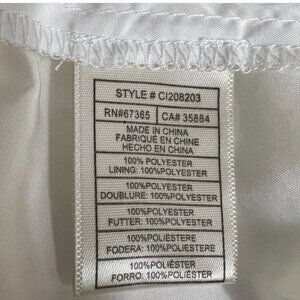 STYLE # CI208203
RN#67365 CA# 35884
MADE IN CHINA
FABRIQUE EN CHINE
HECHO EN CHINA
100% POLYESTER
LINING: 100%POLYESTER
100% POLYESTER
DOUBLURE: 100%POLYESTER
100%POLYESTER
FUTTER: 100%POLYESTER
100%POLIESTERE
FODERA: 100%POLIESTERE
100%POLIÉSTER
FORRO: 100%POLIÉSTER